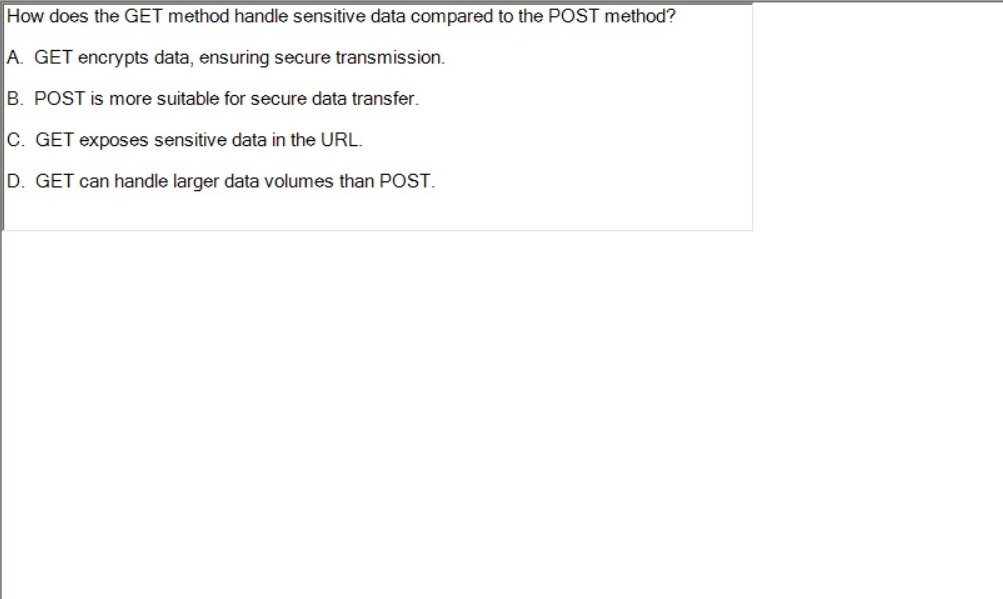 How does the GET method handle sensitive data compared to the POST method?
A. GET encrypts data, ensuring secure transmission.
B. POST is more suitable for secure data transfer.
C. GET exposes sensitive data in the URL.
D. GET can handle larger data volumes than POST.